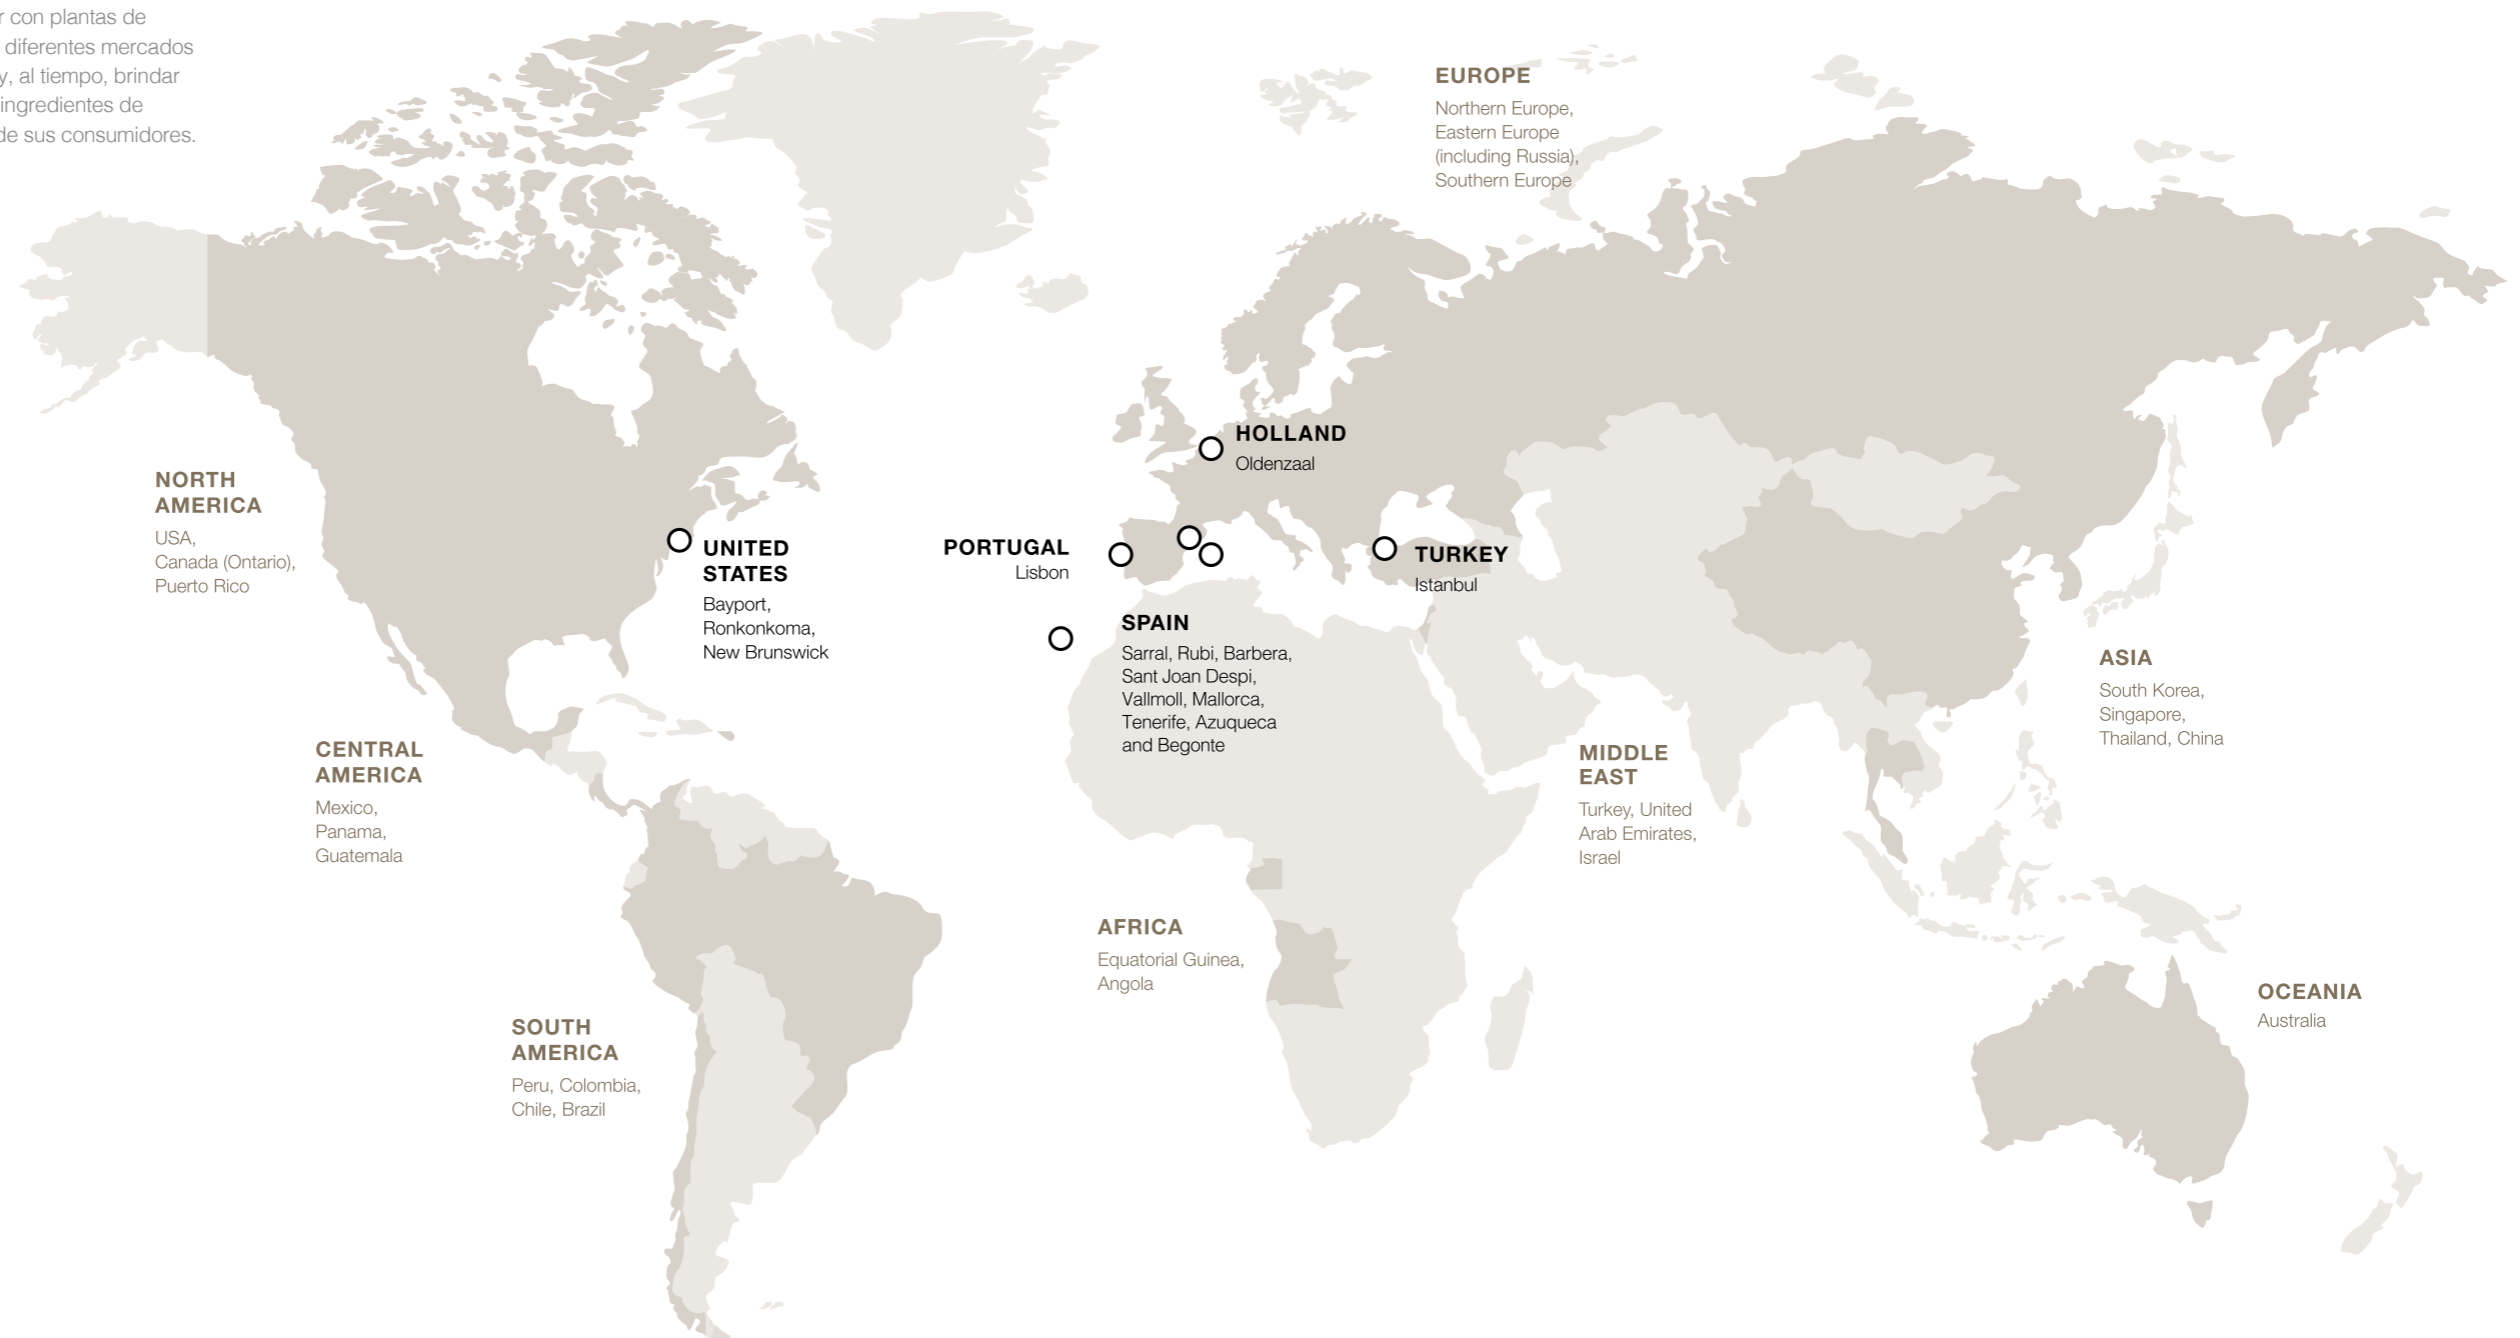 r con plantas de
diferentes mercados
y, al tiempo, brindar
ingredientes de
de sus consumidores.
EUROPE
Northern Europe,
Eastern Europe
(including Russia),
Southern Europe
HOLLAND
Oldenzaal
NORTH
AMERICA
USA,
Canada (Ontario),
Puerto Rico
UNITED
STATES
Bayport,
Ronkonkoma,
New Brunswick
PORTUGAL
Lisbon
TURKEY
Istanbul
SPAIN
Sarral, Rubi, Barbera,
Sant Joan Despi,
Vallmoll, Mallorca,
Tenerife, Azuqueca
and Begonte
ASIA
South Korea,
Singapore,
Thailand, China
CENTRAL
AMERICA
Mexico,
Panama,
Guatemala
MIDDLE
EAST
Turkey, United
Arab Emirates,
Israel
AFRICA
Equatorial Guinea,
Angola
OCEANIA
Australia
SOUTH
AMERICA
Peru, Colombia,
Chile, Brazil